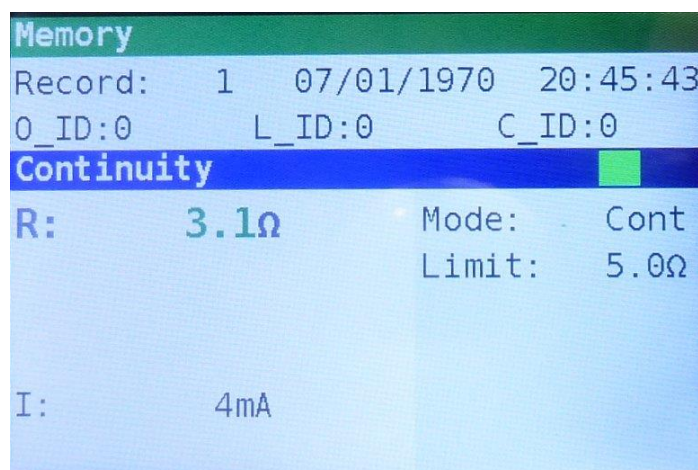 Memory
Record: 1 07/01/1970 20:45:43
O_ID:0 L_ID:0 C_ID:0
Continuity
R: 3.1Ω Mode: Cont
Limit: 5.0Ω
I: 4mA